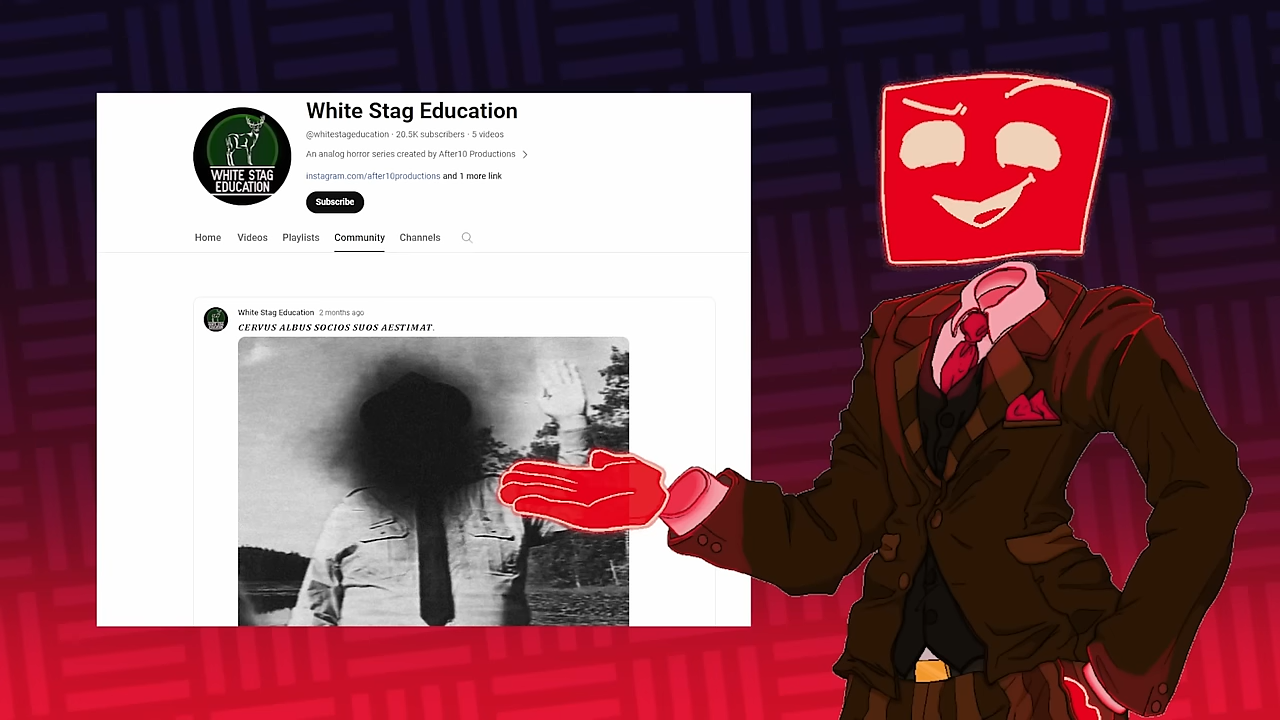 White Stag Education
@whitestageducation · 20.5K subscribers · 5 videos
An analog horror series created by After10 Productions
instagram.com/after10productions and 1 more link
Subscribe
WHITE STAG
EDUCATION
Home Videos Playlists Community Channels
White Stag Education 2 months ago
CERVUS ALBUS SOCIOS SUOS AESTIMAT.